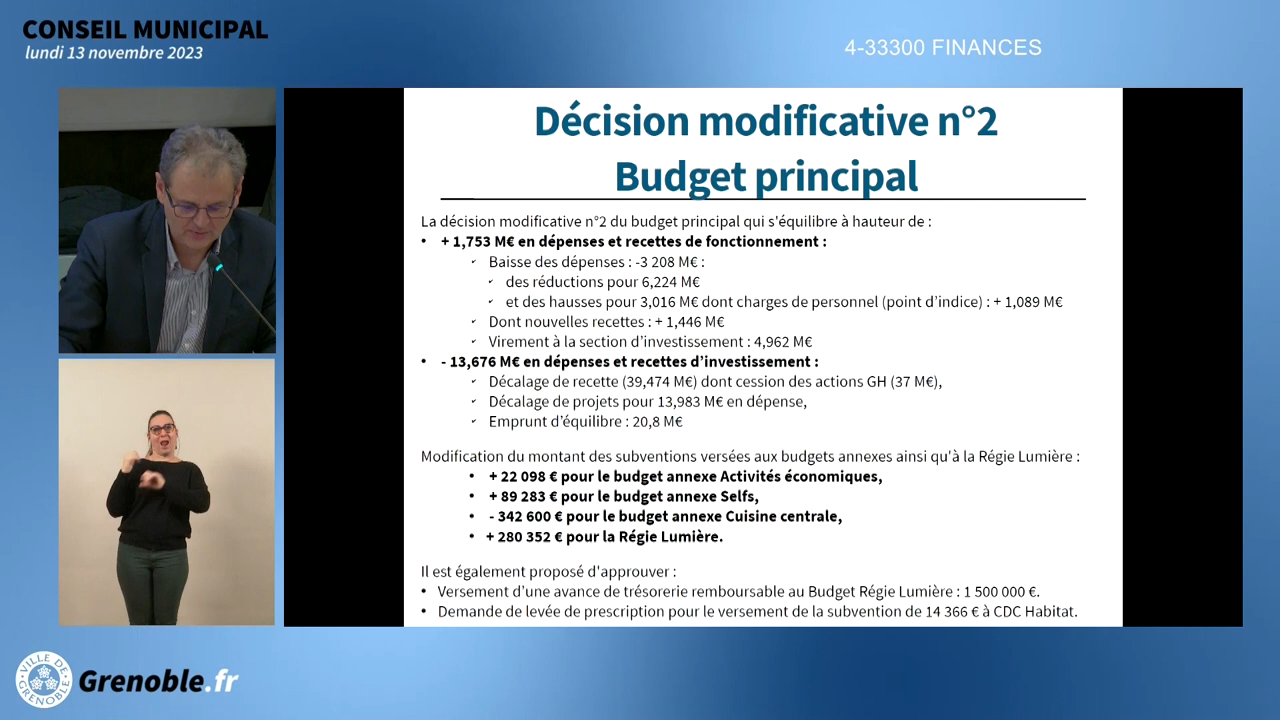 CONSEIL MUNICIPAL
lundi 13 novembre 2023
4-33300 FINANCES
Décision modificative n°2
Budget principal
La décision modificative n°2 du budget principal qui s'équilibre à hauteur de :
• + 1,753 M€ en dépenses et recettes de fonctionnement :
Baisse des dépenses : -3 208 M€ :
des réductions pour 6,224 M€
et des hausses pour 3,016 M€ dont charges de personnel (point d'indice) : + 1,089 M€
Dont nouvelles recettes : + 1,446 M€
Virement à la section d'investissement : 4,962 M€
• - 13,676 M€ en dépenses et recettes d'investissement :
Décalage de recette (39,474 M€) dont cession des actions GH (37 M€),
Décalage de projets pour 13,983 M€ en dépense,
Emprunt d'équilibre : 20,8 M€
Modification du montant des subventions versées aux budgets annexes ainsi qu'à la Régie Lumière :
• + 22 098 € pour le budget annexe Activités économiques,
• + 89 283 € pour le budget annexe Selfs,
• - 342 600 € pour le budget annexe Cuisine centrale,
• + 280 352 € pour la Régie Lumière.
Il est également proposé d'approuver :
• Versement d'une avance de trésorerie remboursable au Budget Régie Lumière : 1 500 000 €.
• Demande de levée de prescription pour le versement de la subvention de 14 366 € à CDC Habitat.
VILLE DE GRENOBLE
Grenoble.fr